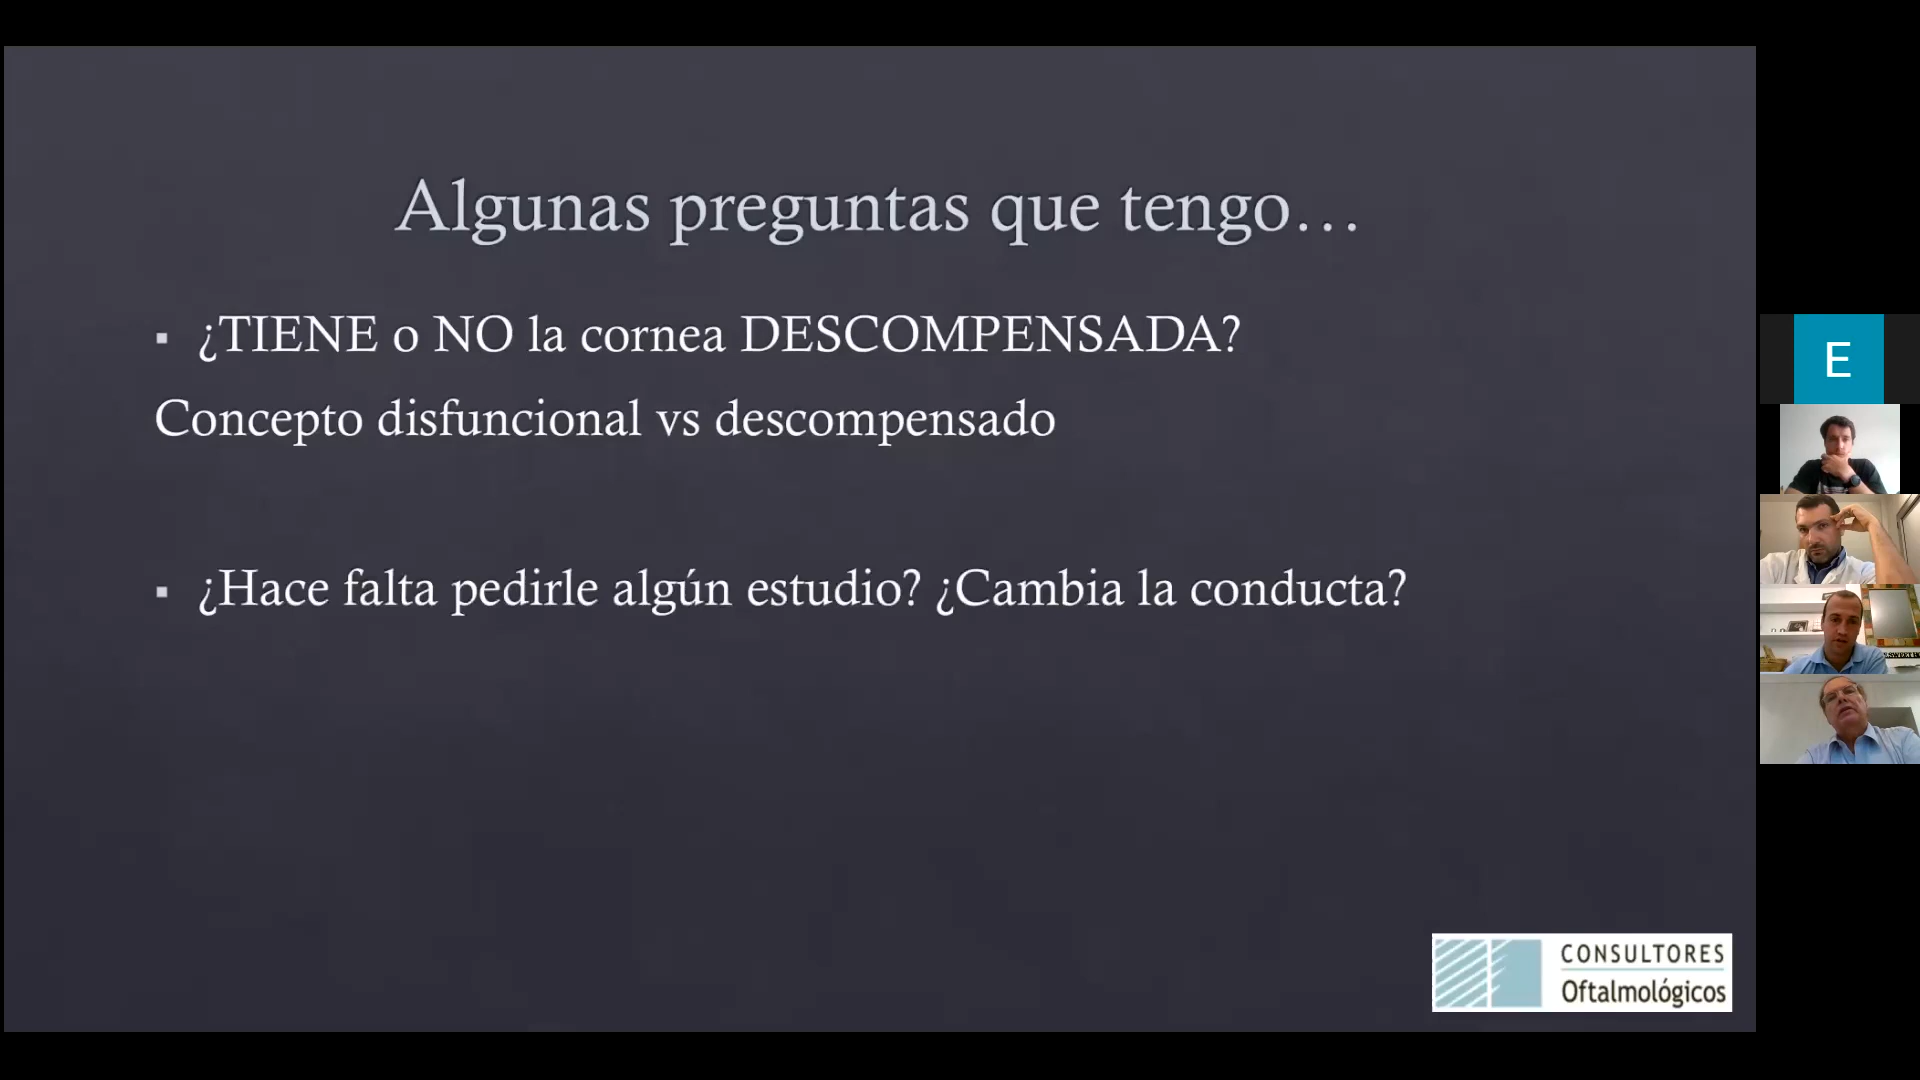 Algunas preguntas que tengo…
▪ ¿TIENE o NO la cornea DESCOMPENSADA?
Concepto disfuncional vs descompensado
▪ ¿Hace falta pedirle algún estudio? ¿Cambia la conducta?
CONSULTORES
Oftalmológicos
E